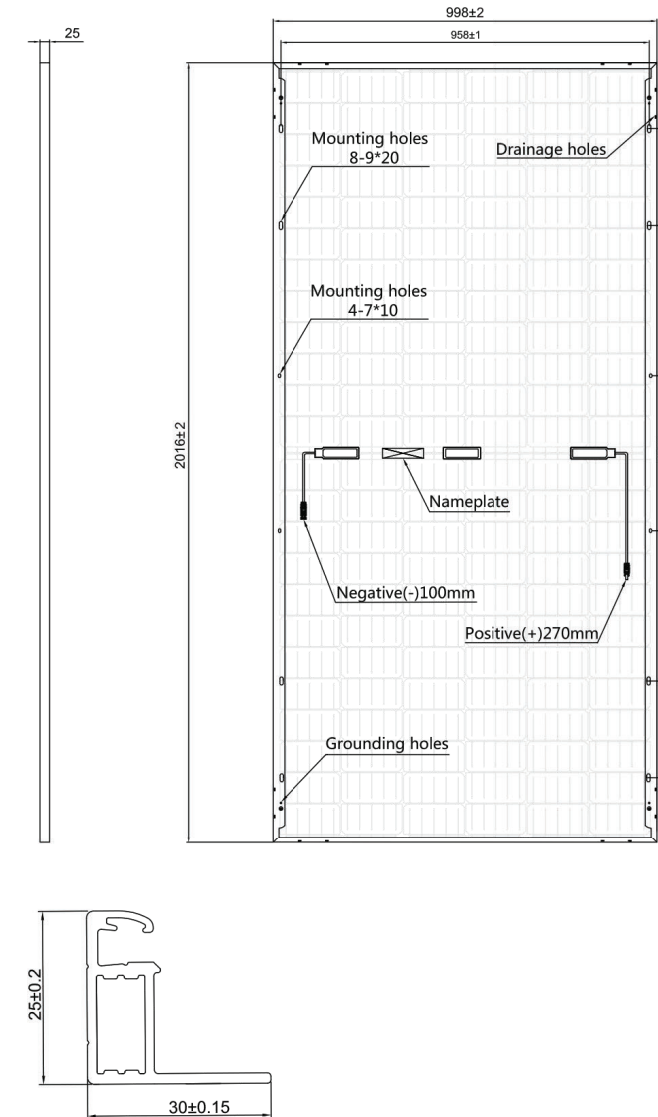 998±2
25
958±1
Mounting holes
8-9*20
Drainage holes
Mounting holes
4-7*10
2016±2
Nameplate
Negative(-)100mm
Positive(+)270mm
Grounding holes
25±0.2
30±0.15